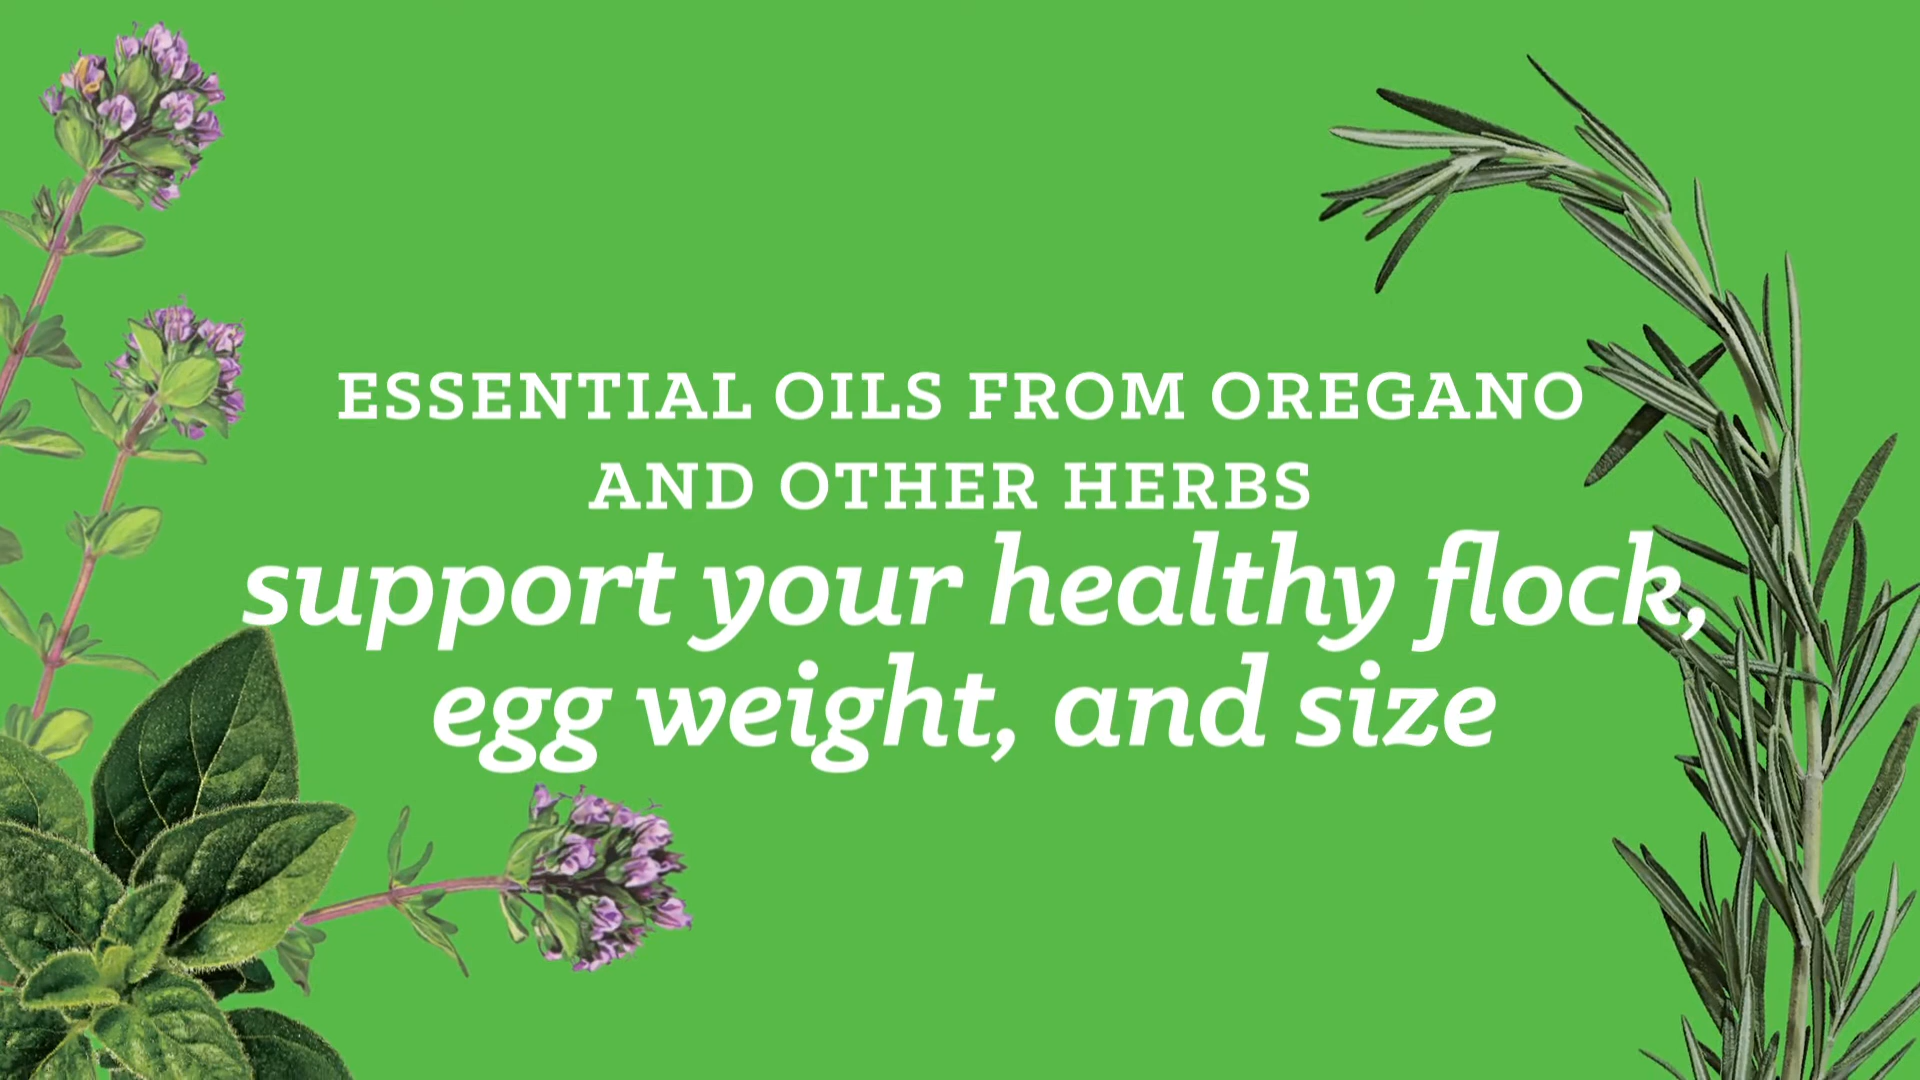 ESSENTIAL OILS FROM OREGANO
AND OTHER HERBS
support your healthy flock,
egg weight, and size